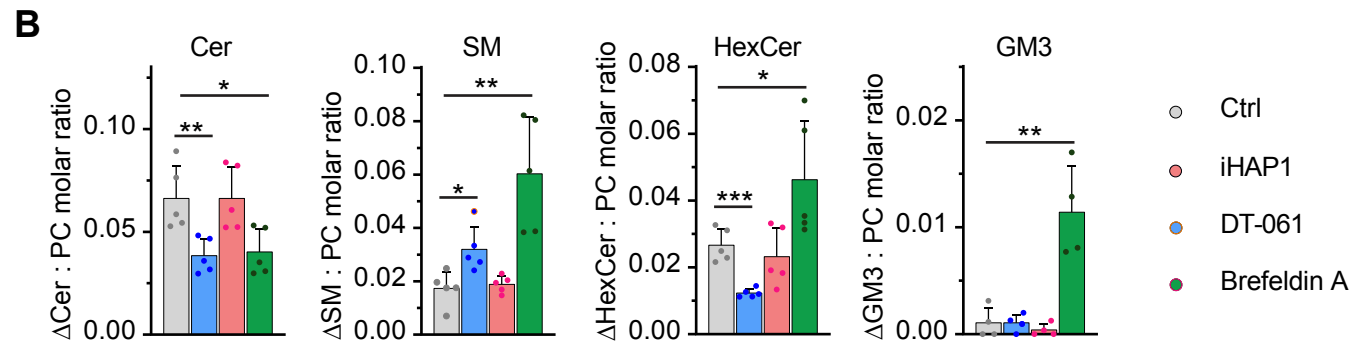 B
Cer
SM
HexCer
GM3
ΔCer : PC molar ratio
0.10
0.05
0.00
*
**
ΔSM : PC molar ratio
0.10
0.08
0.06
0.04
0.02
0.00
**
*
ΔHexCer : PC molar ratio
0.08
0.06
0.04
0.02
0.00
*
***
ΔGM3 : PC molar ratio
0.02
0.01
0.00
**
Ctrl
iHAP1
DT-061
Brefeldin A